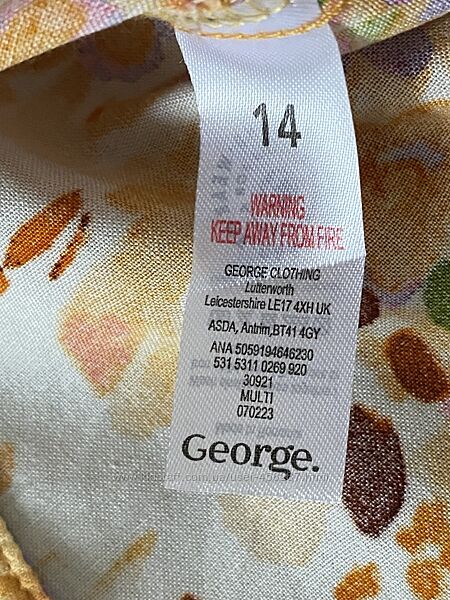 14
WARNING
KEEP AWAY FROM FIRE
GEORGE CLO7HING
Lutterworth
Leicestershire LE17 4XH UK
ASDA, Antrim,BT41 4GY
ANA 5059194646230
531 5311 0269 920
30921
MULTI
070223
George.